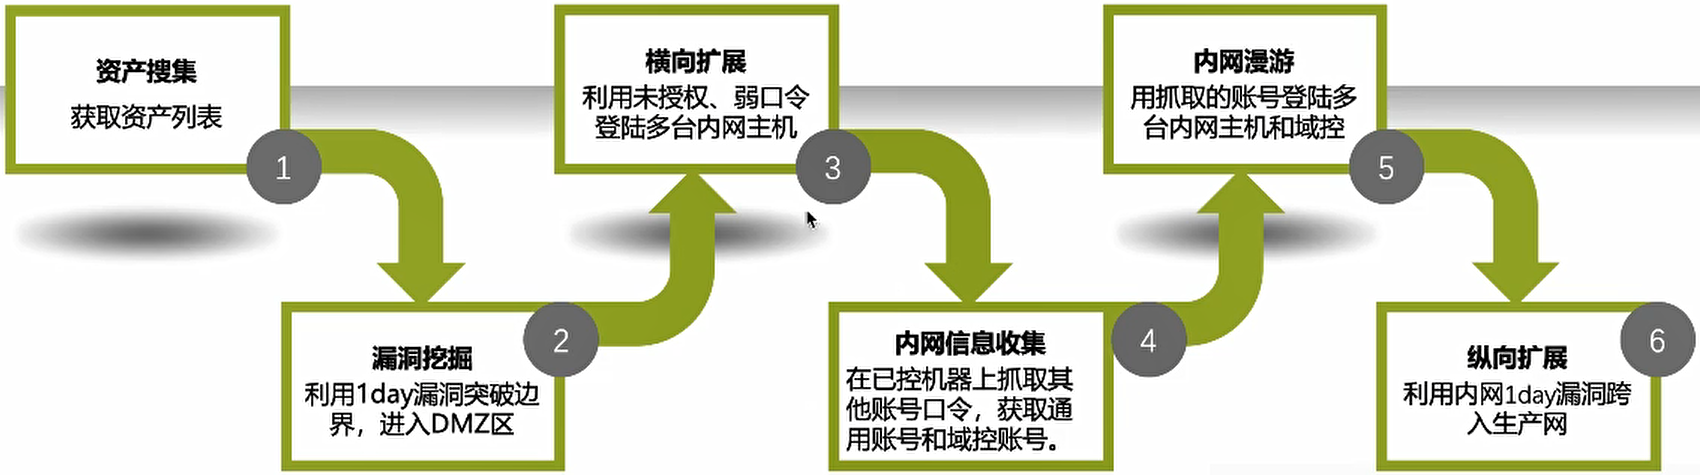 资产搜集
获取资产列表
1
漏洞挖掘
利用1day漏洞突破边
界，进入DMZ区
2
横向扩展
利用未授权、弱口令
登陆多台内网主机
3
内网信息收集
在已控机器上抓取其
他账号口令，获取通
用账号和域控账号。
4
内网漫游
用抓取的账号登陆多
台内网主机和域控
5
纵向扩展
利用内网1day漏洞跨
入生产网
6